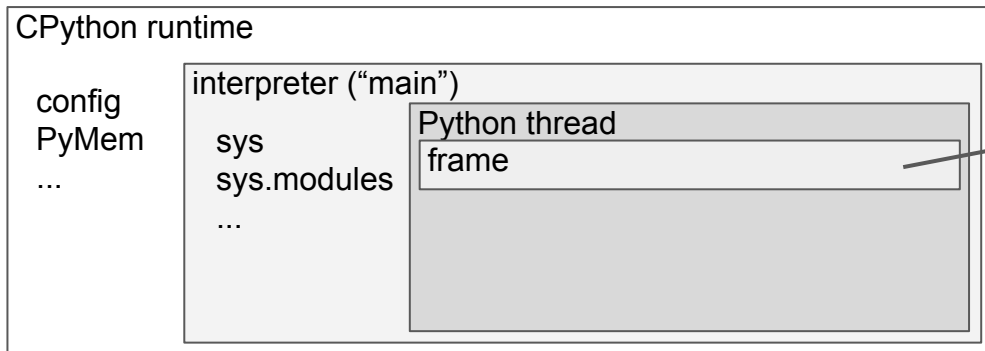 CPython runtime
config
PyMem
...
interpreter (“main”)
sys
sys.modules
...
Python thread
frame